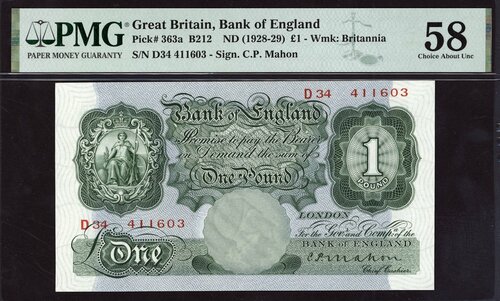 PMG
PAPER MONEY GUARANTY
Great Britain, Bank of England
Pick# 363a B212 ND (1928-29) £1 - Wmk: Britannia
S/N D34 411603 - Sign. C.P. Mahon
58
Choice About Unc
D34 411603
Bank of England
Promise to pay the Bearer
on Demand the sum of
One Pound
1
POUND
D34 411603
LONDON
For the Govr and Compa of the
BANK OF ENGLAND
C.P. Mahon
Chief Cashier.
£ONE